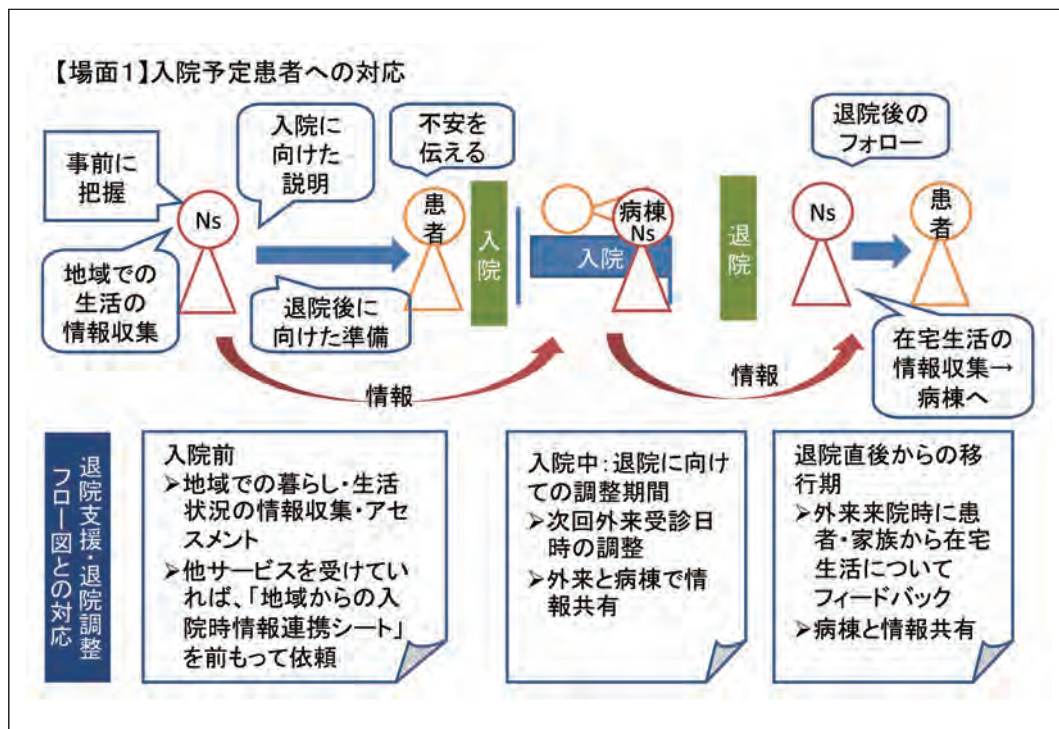 【場面1】入院予定患者への対応
事前に
把握
Ns
地域での
生活の
情報収集
入院に
向けた
説明
退院後に
向けた準備
不安を
伝える
患
者
入院
病棟
Ns
入院
退院
退院後の
フォロー
Ns
患
者
在宅生活の
情報収集→
病棟へ
情報
情報
退院支援・退院調整
フロー図との対応
入院前
➢地域での暮らし・生活
状況の情報収集・アセ
スメント
➢他サービスを受けてい
れば、「地域からの入
院時情報連携シート」
を前もって依頼
入院中:退院に向け
ての調整期間
➢次回外来受診日
時の調整
➢外来と病棟で情
報共有
退院直後からの移
行期
➢外来来院時に患
者・家族から在宅
生活について
フィードバック
➢病棟と情報共有